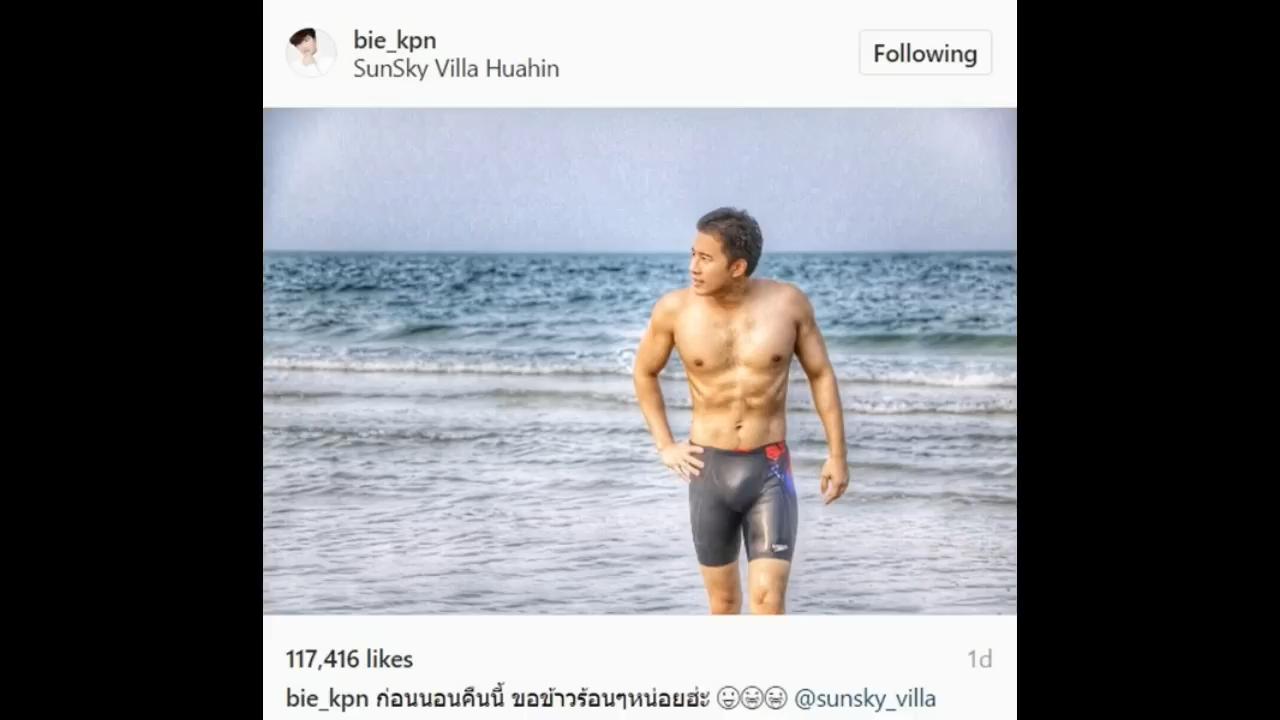 bie_kpn
SunSky Villa Huahin
Following
117,416 likes
1d
bie_kpn ก่อนนอนคืนนี้ ขอข้าวร้อนๆหน่อยฮ่ะ 😛😆😆 @sunsky_villa